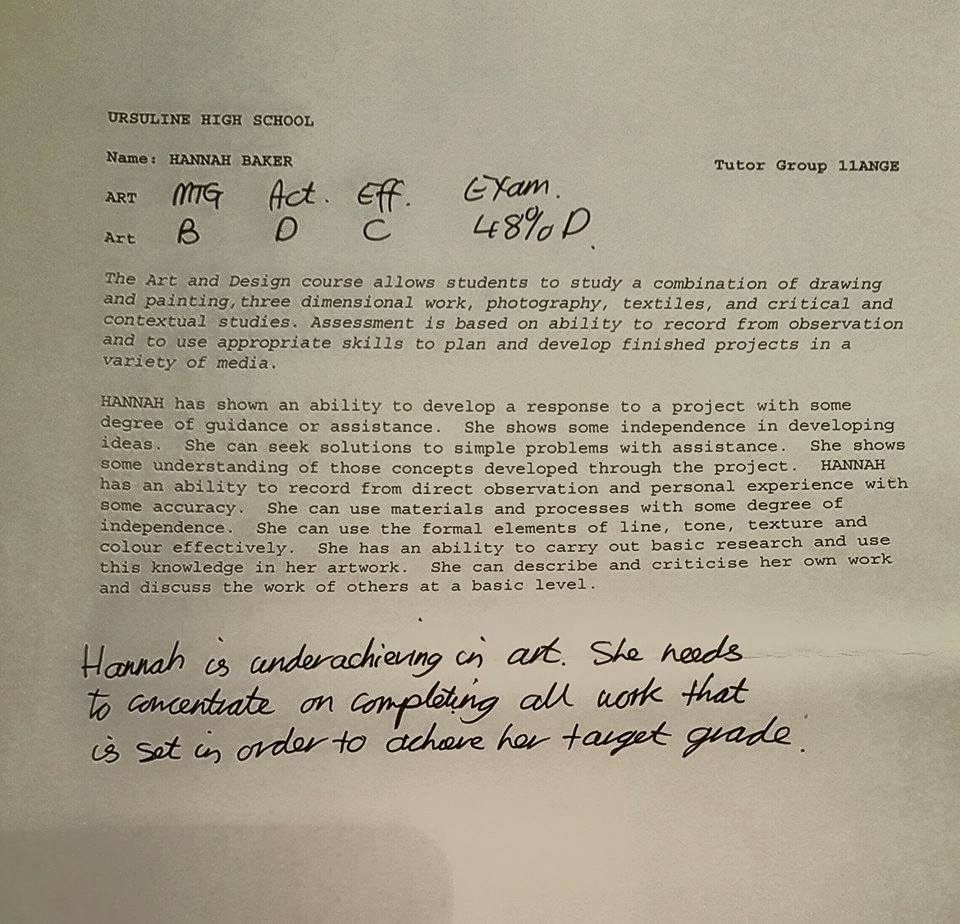 URSULINE HIGH SCHOOL
Name: HANNAH BAKER Tutor Group 11ANGE
ART MTG Act. Eff. Exam.
Art B D C 48% D.
The Art and Design course allows students to study a combination of drawing
and painting, three dimensional work, photography, textiles, and critical and
contextual studies. Assessment is based on ability to record from observation
and to use appropriate skills to plan and develop finished projects in a
variety of media.
HANNAH has shown an ability to develop a response to a project with some
degree of guidance or assistance. She shows some independence in developing
ideas. She can seek solutions to simple problems with assistance. She shows
some understanding of those concepts developed through the project. HANNAH
has an ability to record from direct observation and personal experience with
some accuracy. She can use materials and processes with some degree of
independence. She can use the formal elements of line, tone, texture and
colour effectively. She has an ability to carry out basic research and use
this knowledge in her artwork. She can describe and criticise her own work
and discuss the work of others at a basic level.
Hannah is underachieving in art. She needs
to concentrate on completing all work that
is set in order to achieve her target grade.